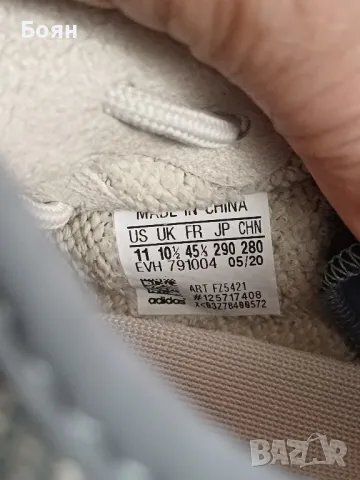 Боян
MADE IN CHINA
US UK FR JP CHN
11 10½ 45⅓ 290 280
EVH 791004 05/20
ART FZ5421
adidas #125717408
X<03Z78400572
BAZAR